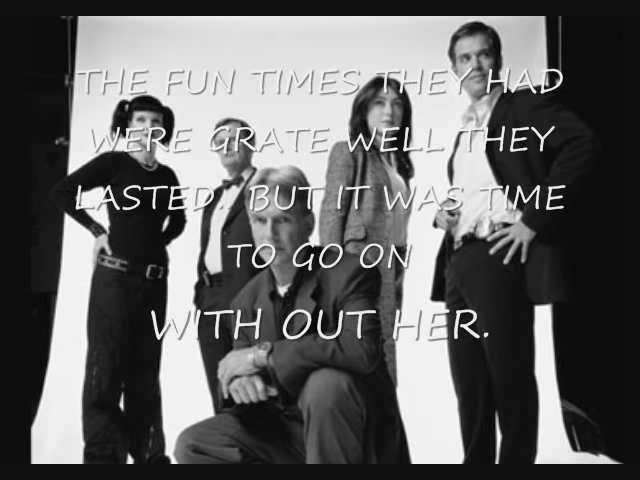 THE FUN TIMES THEY HAD
WERE GRATE WELL THEY
LASTED. BUT IT WAS TIME
TO GO ON
WITH OUT HER.